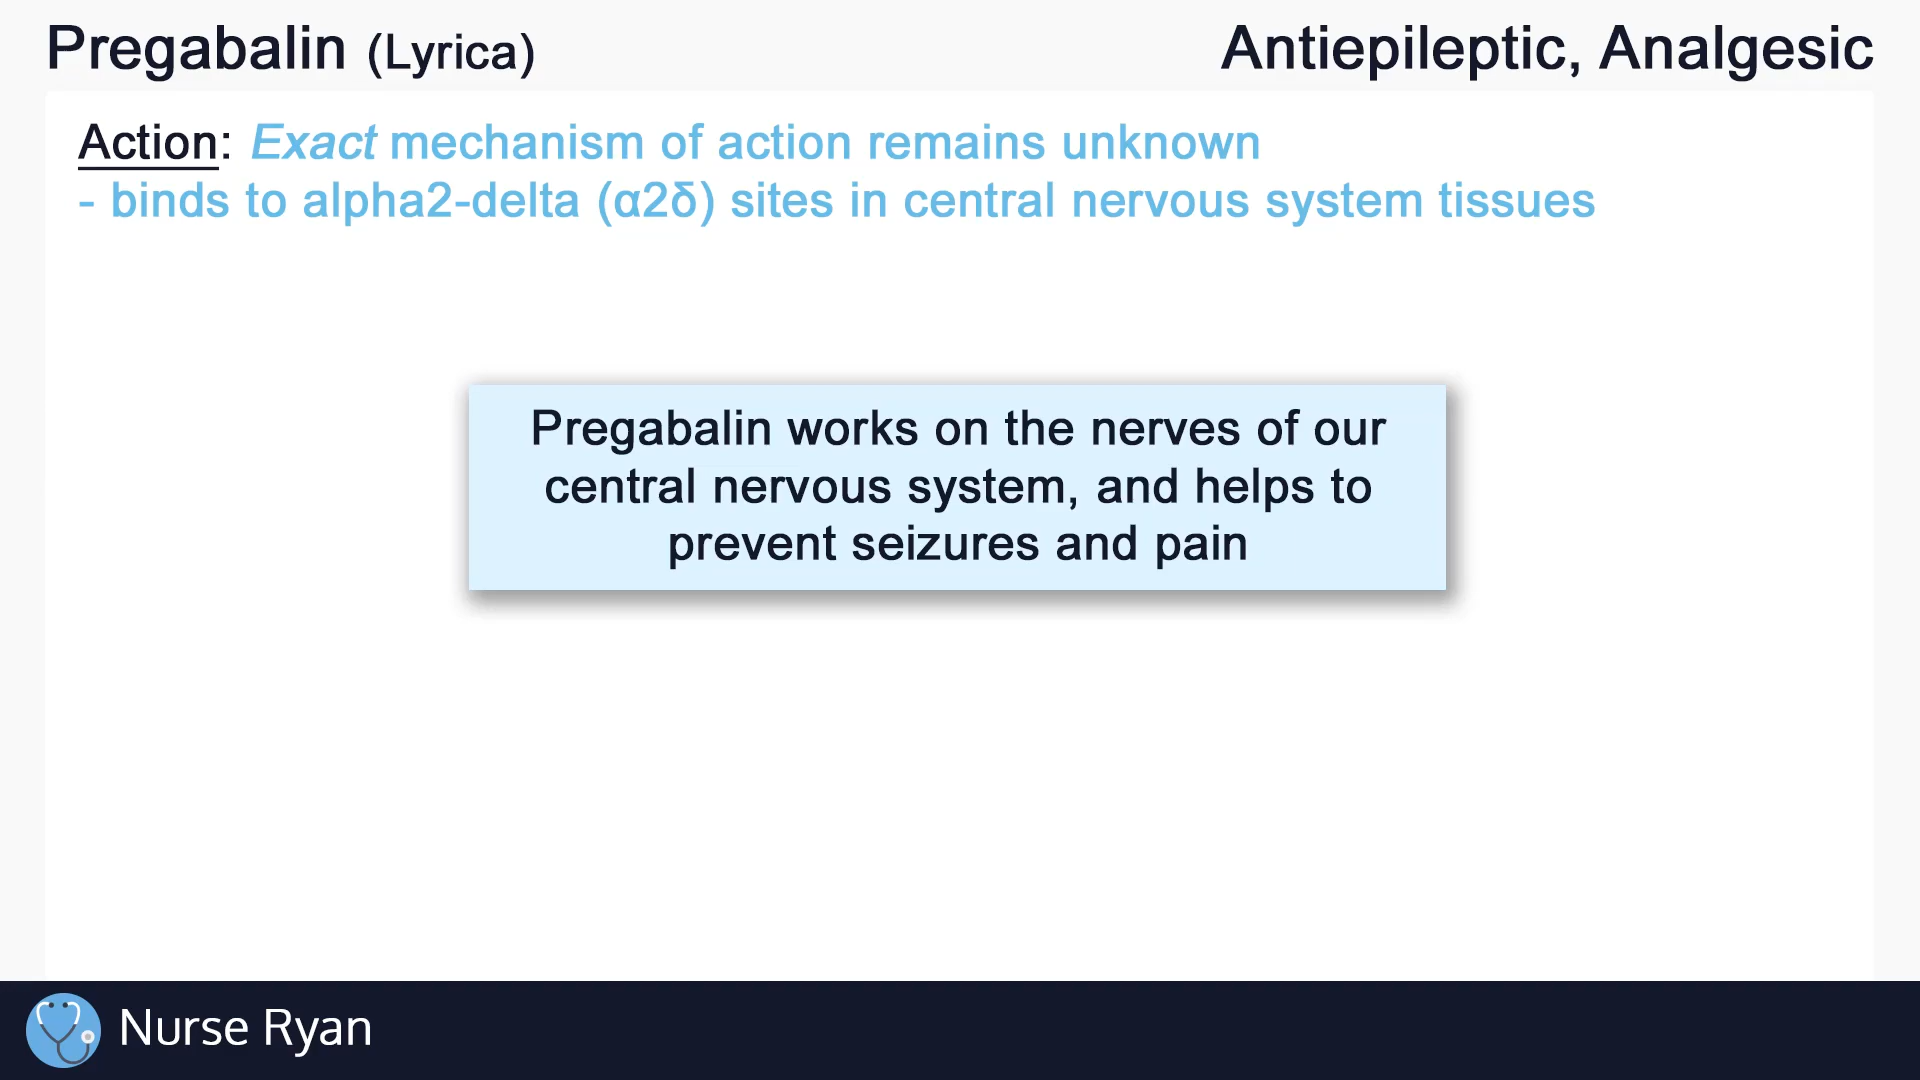 Pregabalin (Lyrica)
Antiepileptic, Analgesic
Action: Exact mechanism of action remains unknown
- binds to alpha2-delta (α2δ) sites in central nervous system tissues
Pregabalin works on the nerves of our
central nervous system, and helps to
prevent seizures and pain
Nurse Ryan